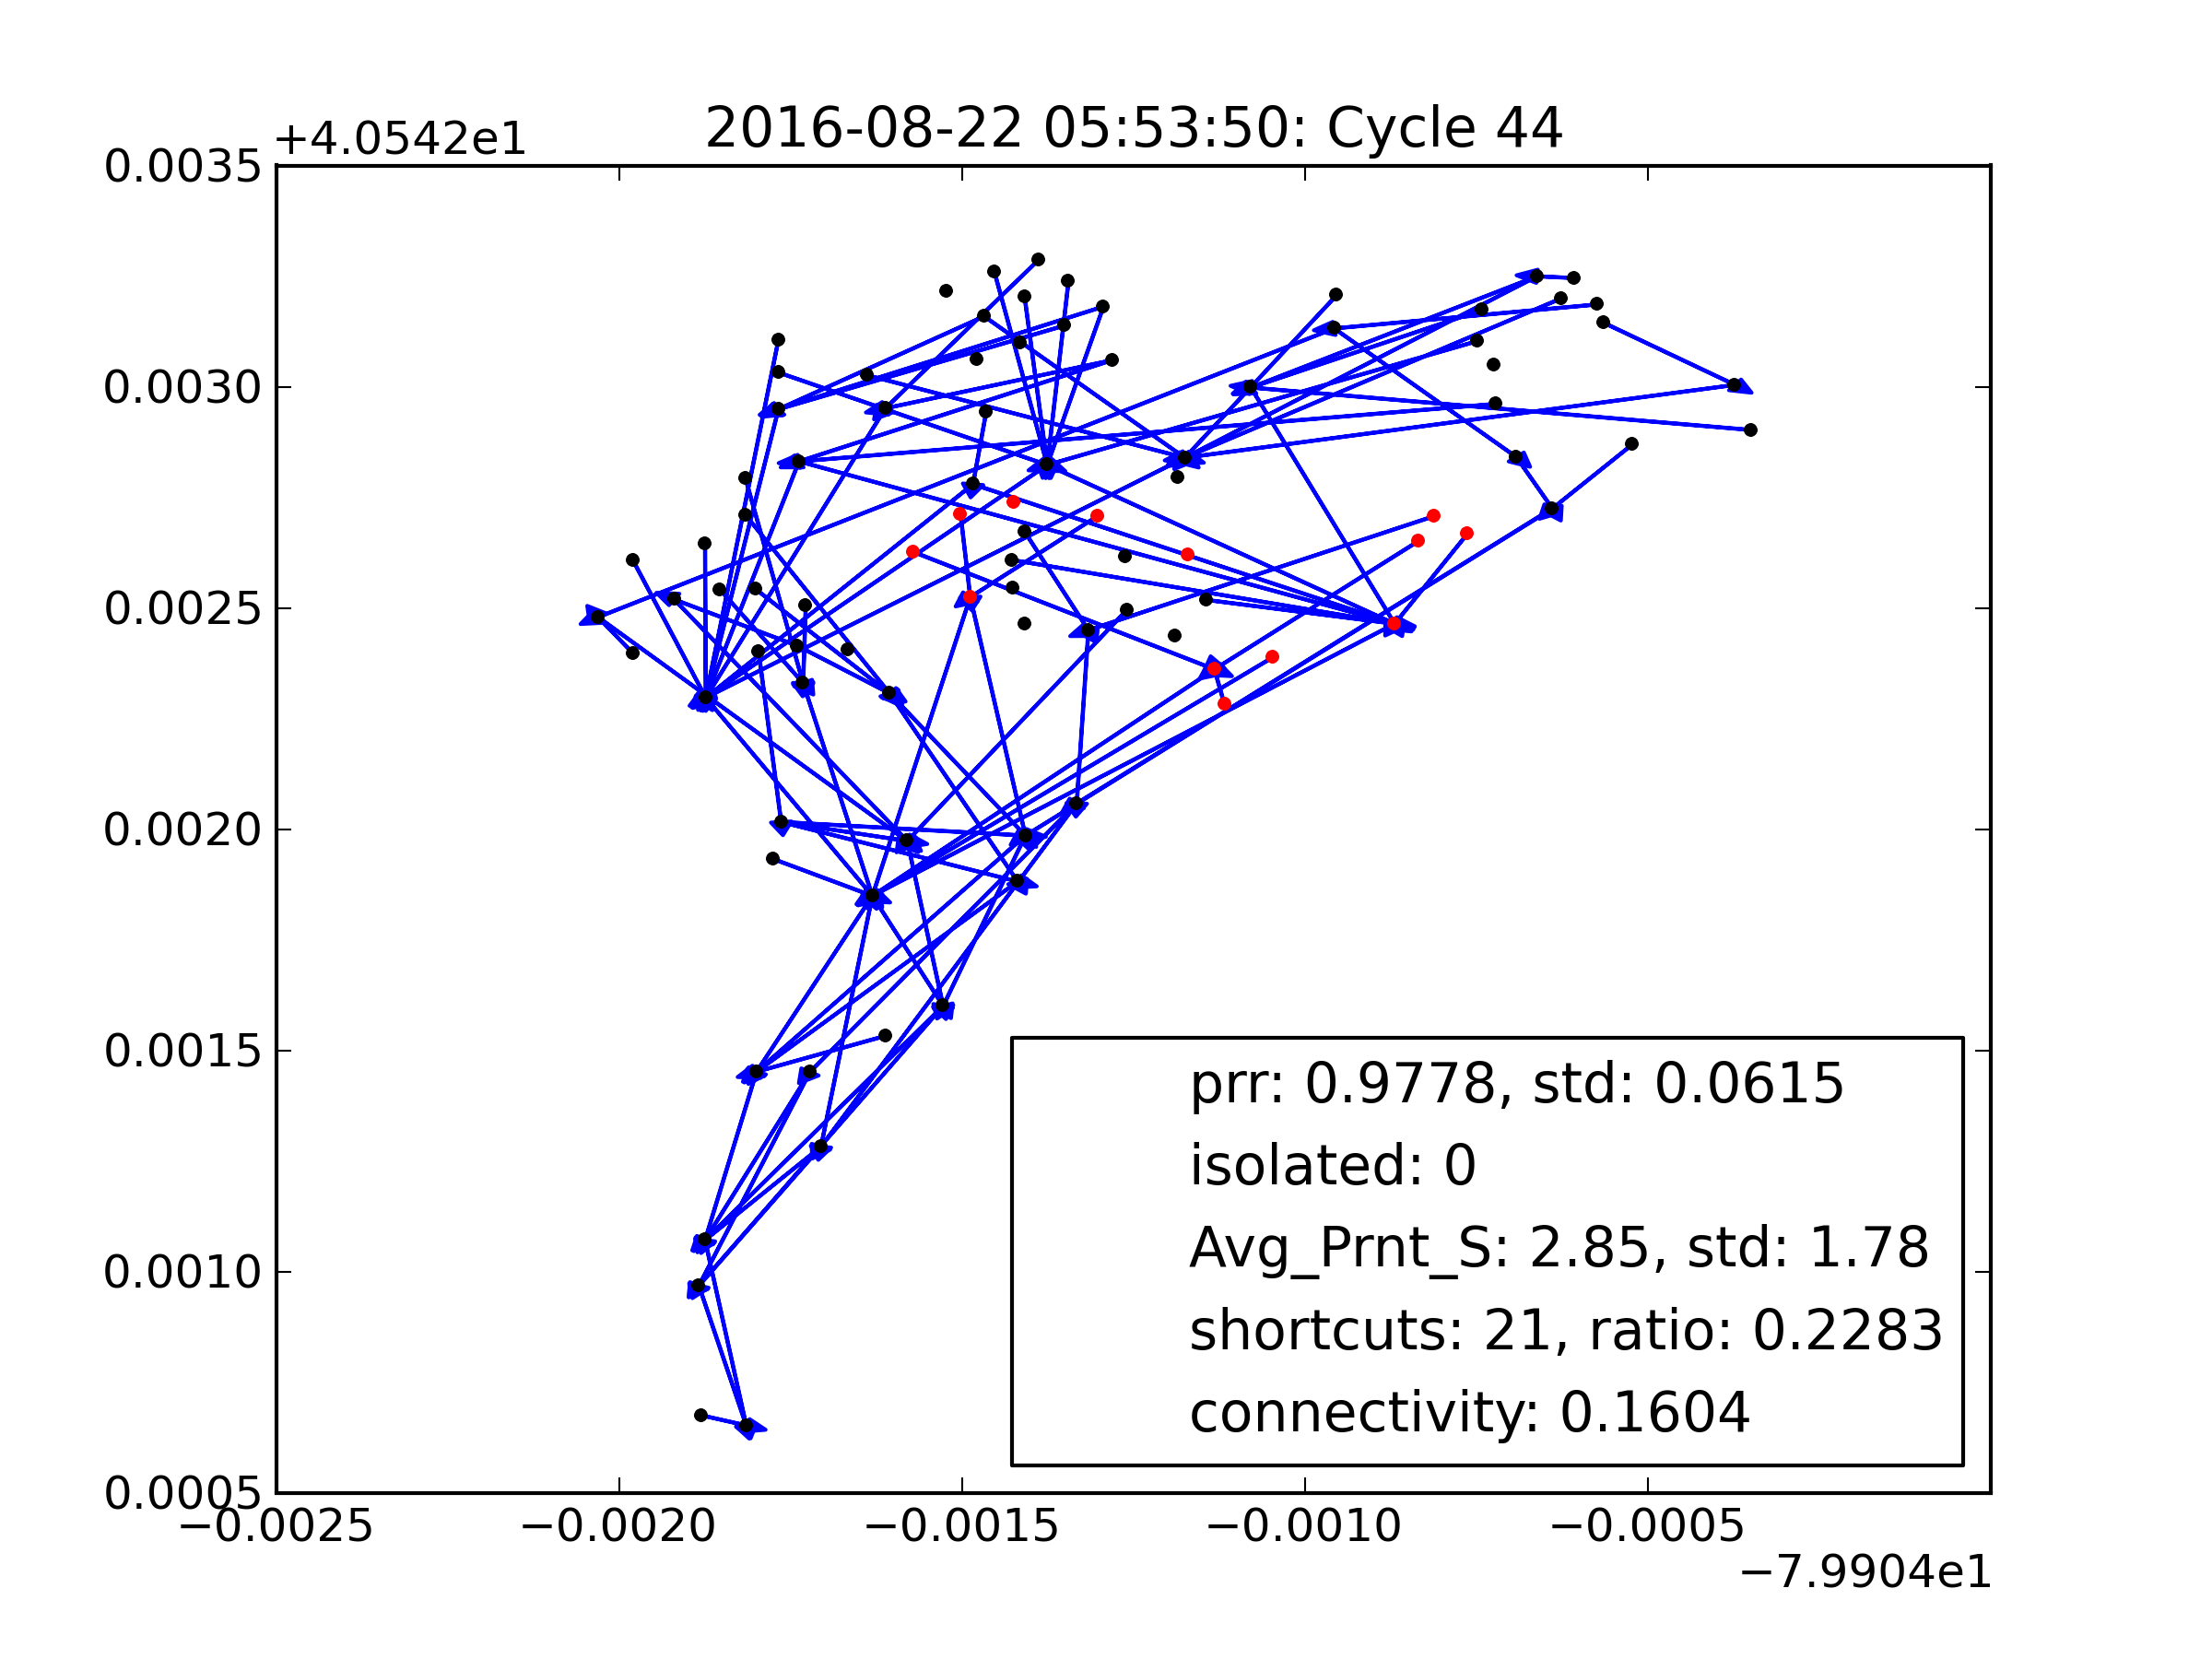 2016-08-22 05:53:50: Cycle 44
+4.0542e1
0.0035
0.0030
0.0025
0.0020
0.0015
0.0010
0.0005
prr: 0.9778, std: 0.0615
isolated: 0
Avg_Prnt_S: 2.85, std: 1.78
shortcuts: 21, ratio: 0.2283
connectivity: 0.1604
−0.0025 −0.0020 −0.0015 −0.0010 −0.0005
−7.9904e1